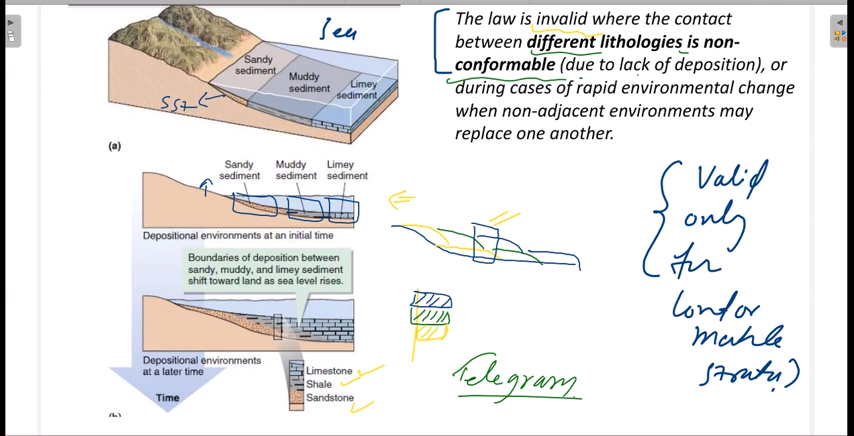 Sea
Sandy
sediment
Muddy
sediment
Limey
sediment
SST
(a)
The law is invalid where the contact
between different lithologies is non-
conformable (due to lack of deposition), or
during cases of rapid environmental change
when non-adjacent environments may
replace one another.
Sandy
sediment
Muddy
sediment
Limey
sediment
Depositional environments at an initial time
Boundaries of deposition between
sandy, muddy, and limey sediment
shift toward land as sea level rises.
Depositional environments
at a later time
Time
Limestone
Shale
Sandstone
Telegram
Valid
only
for
strata)